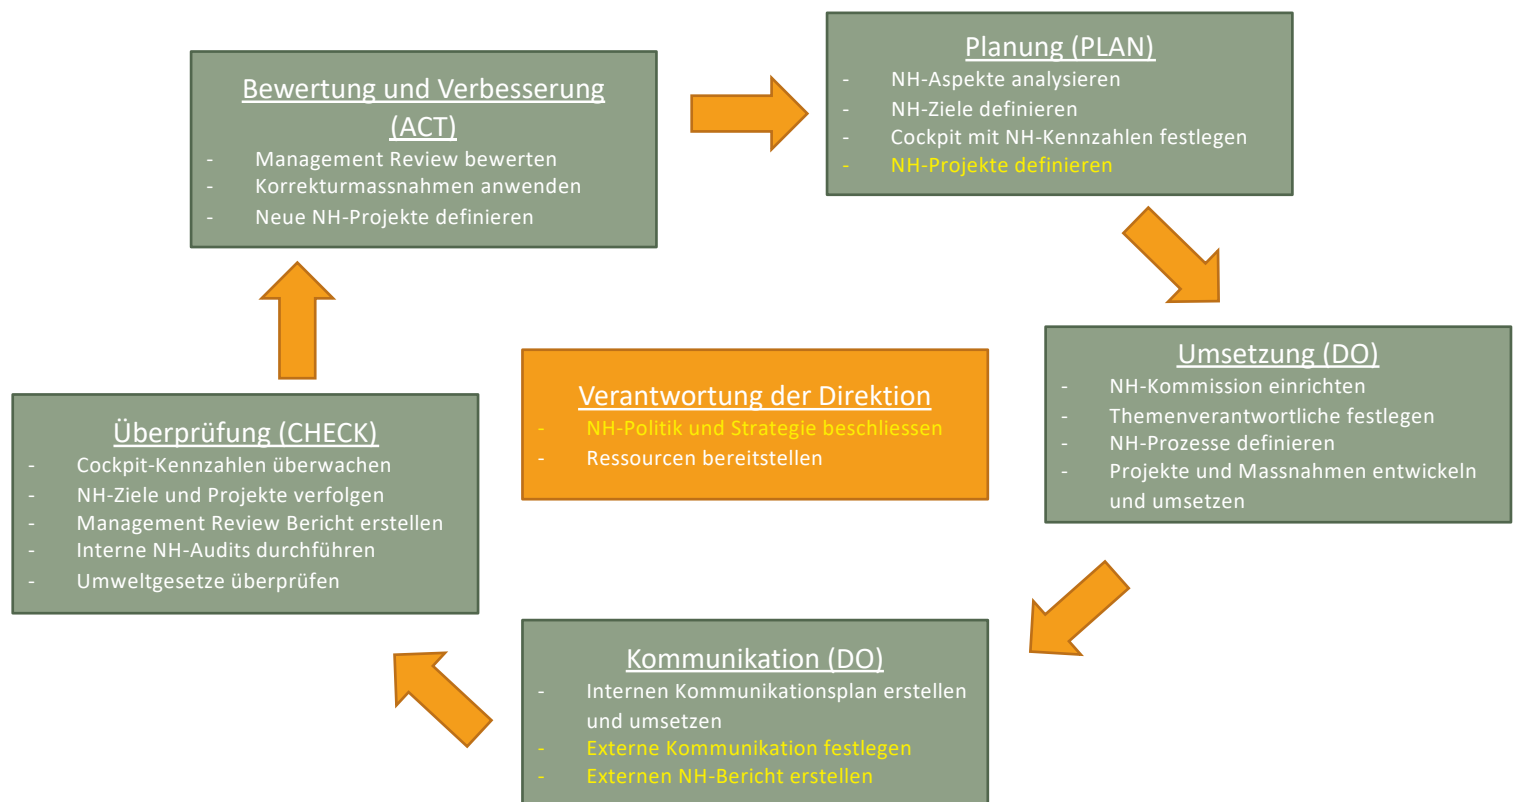 Planung (PLAN)
- NH-Aspekte analysieren
- NH-Ziele definieren
- Cockpit mit NH-Kennzahlen festlegen
- NH-Projekte definieren
Umsetzung (DO)
- NH-Kommission einrichten
- Themenverantwortliche festlegen
- NH-Prozesse definieren
- Projekte und Massnahmen entwickeln
und umsetzen
Kommunikation (DO)
- Internen Kommunikationsplan erstellen
und umsetzen
- Externe Kommunikation festlegen
- Externen NH-Bericht erstellen
Überprüfung (CHECK)
- Cockpit-Kennzahlen überwachen
- NH-Ziele und Projekte verfolgen
- Management Review Bericht erstellen
- Interne NH-Audits durchführen
- Umweltgesetze überprüfen
Bewertung und Verbesserung
(ACT)
- Management Review bewerten
- Korrekturmassnahmen anwenden
- Neue NH-Projekte definieren
Verantwortung der Direktion
- NH-Politik und Strategie beschliessen
- Ressourcen bereitstellen